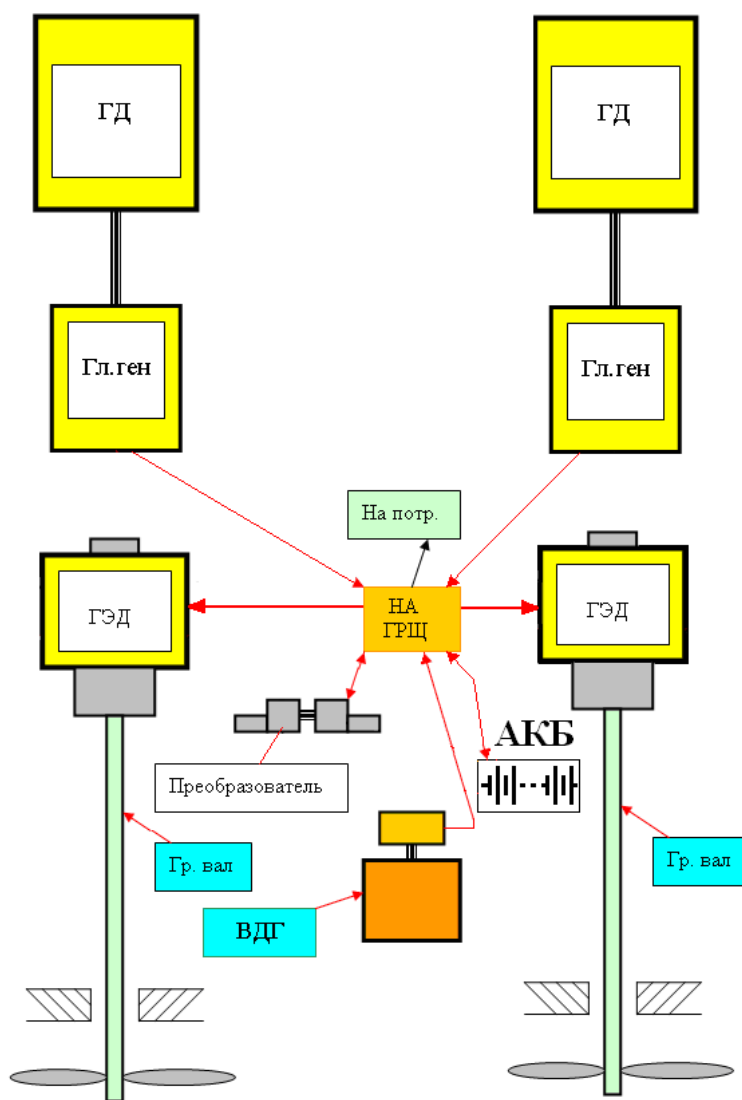 ГД
ГД
Гл.ген
Гл.ген
На потр.
ГЭД
НА
ГРЩ
ГЭД
АКБ
Преобразователь
Гр. вал
Гр. вал
ВДГ